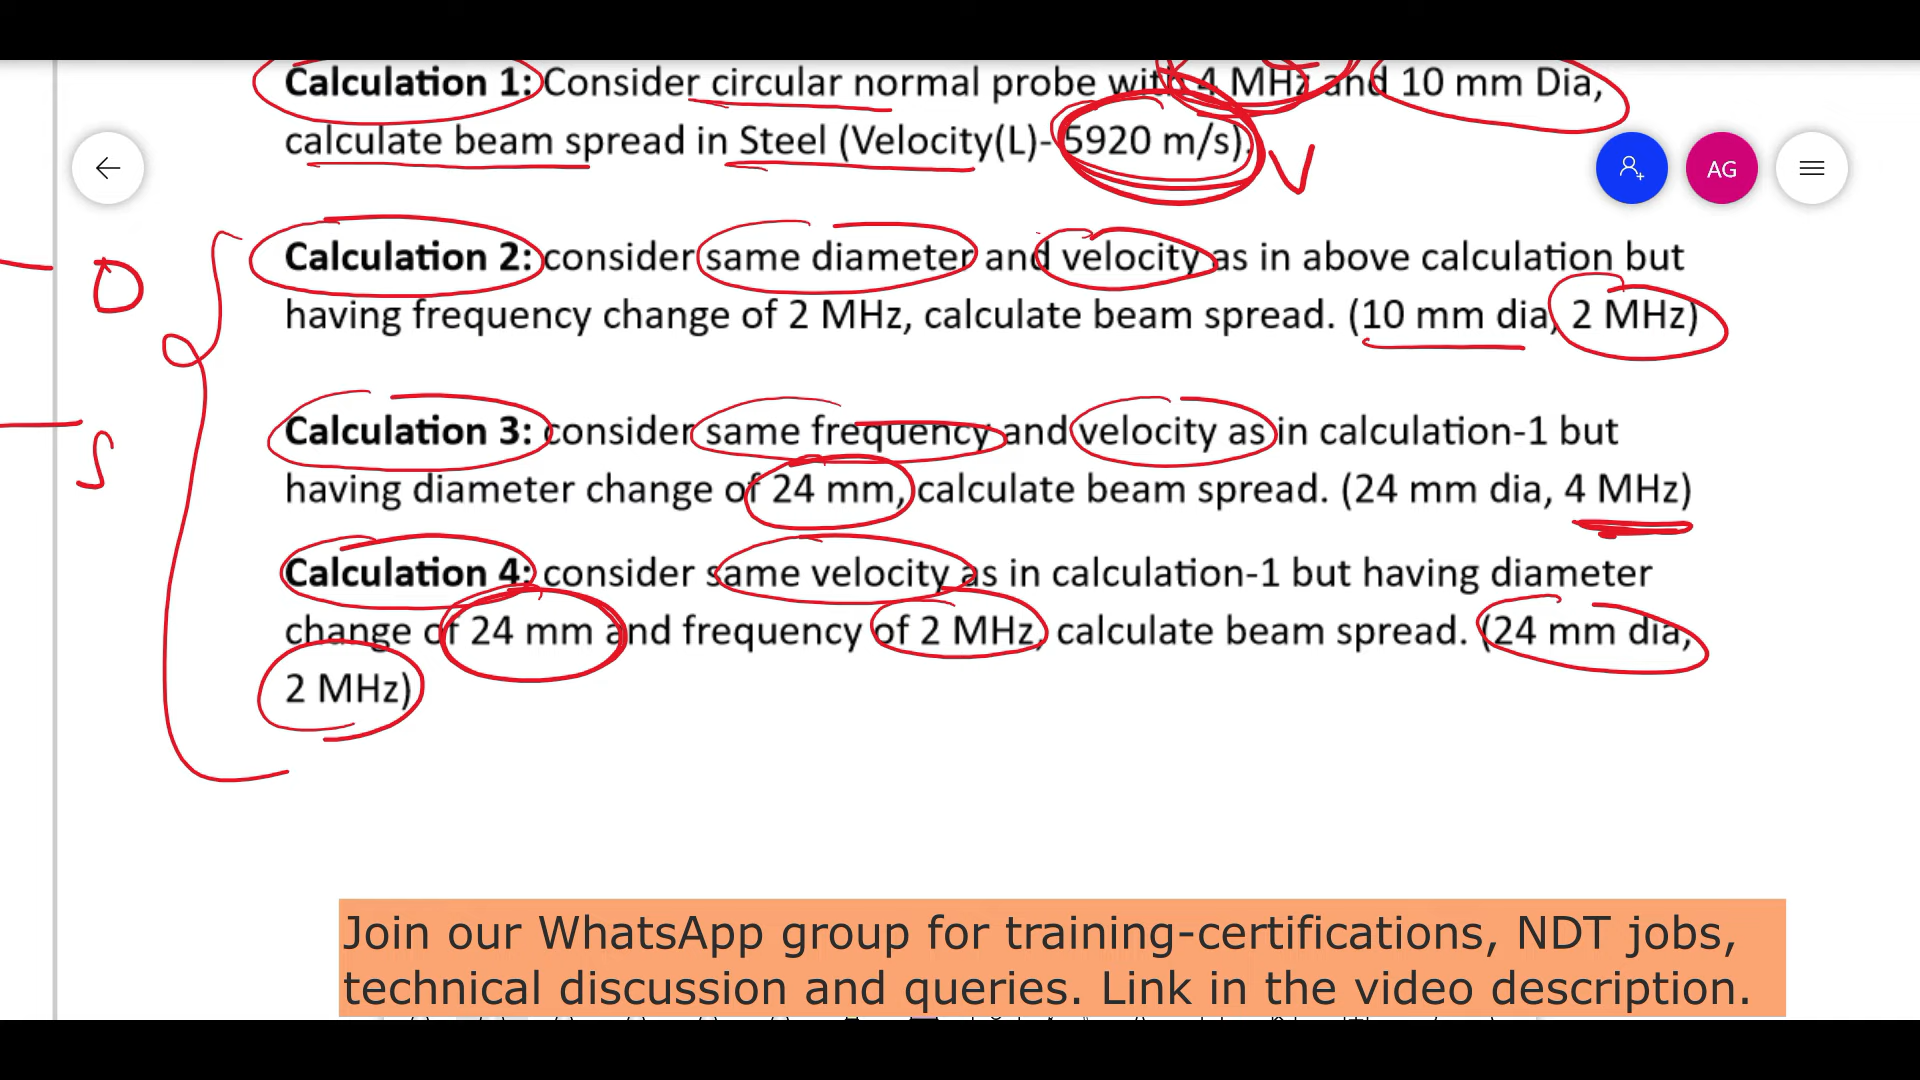 Calculation 1: Consider circular normal probe with 4 MHz and 10 mm Dia,
calculate beam spread in Steel (Velocity(L)- 5920 m/s).
V
AG
Calculation 2: consider same diameter and velocity as in above calculation but
D
having frequency change of 2 MHz, calculate beam spread. (10 mm dia, 2 MHz)
Calculation 3: consider same frequency and velocity as in calculation-1 but
S
having diameter change of 24 mm, calculate beam spread. (24 mm dia, 4 MHz)
Calculation 4: consider same velocity as in calculation-1 but having diameter
change of 24 mm and frequency of 2 MHz, calculate beam spread. (24 mm dia,
2 MHz)
Join our WhatsApp group for training-certifications, NDT jobs,
technical discussion and queries. Link in the video description.